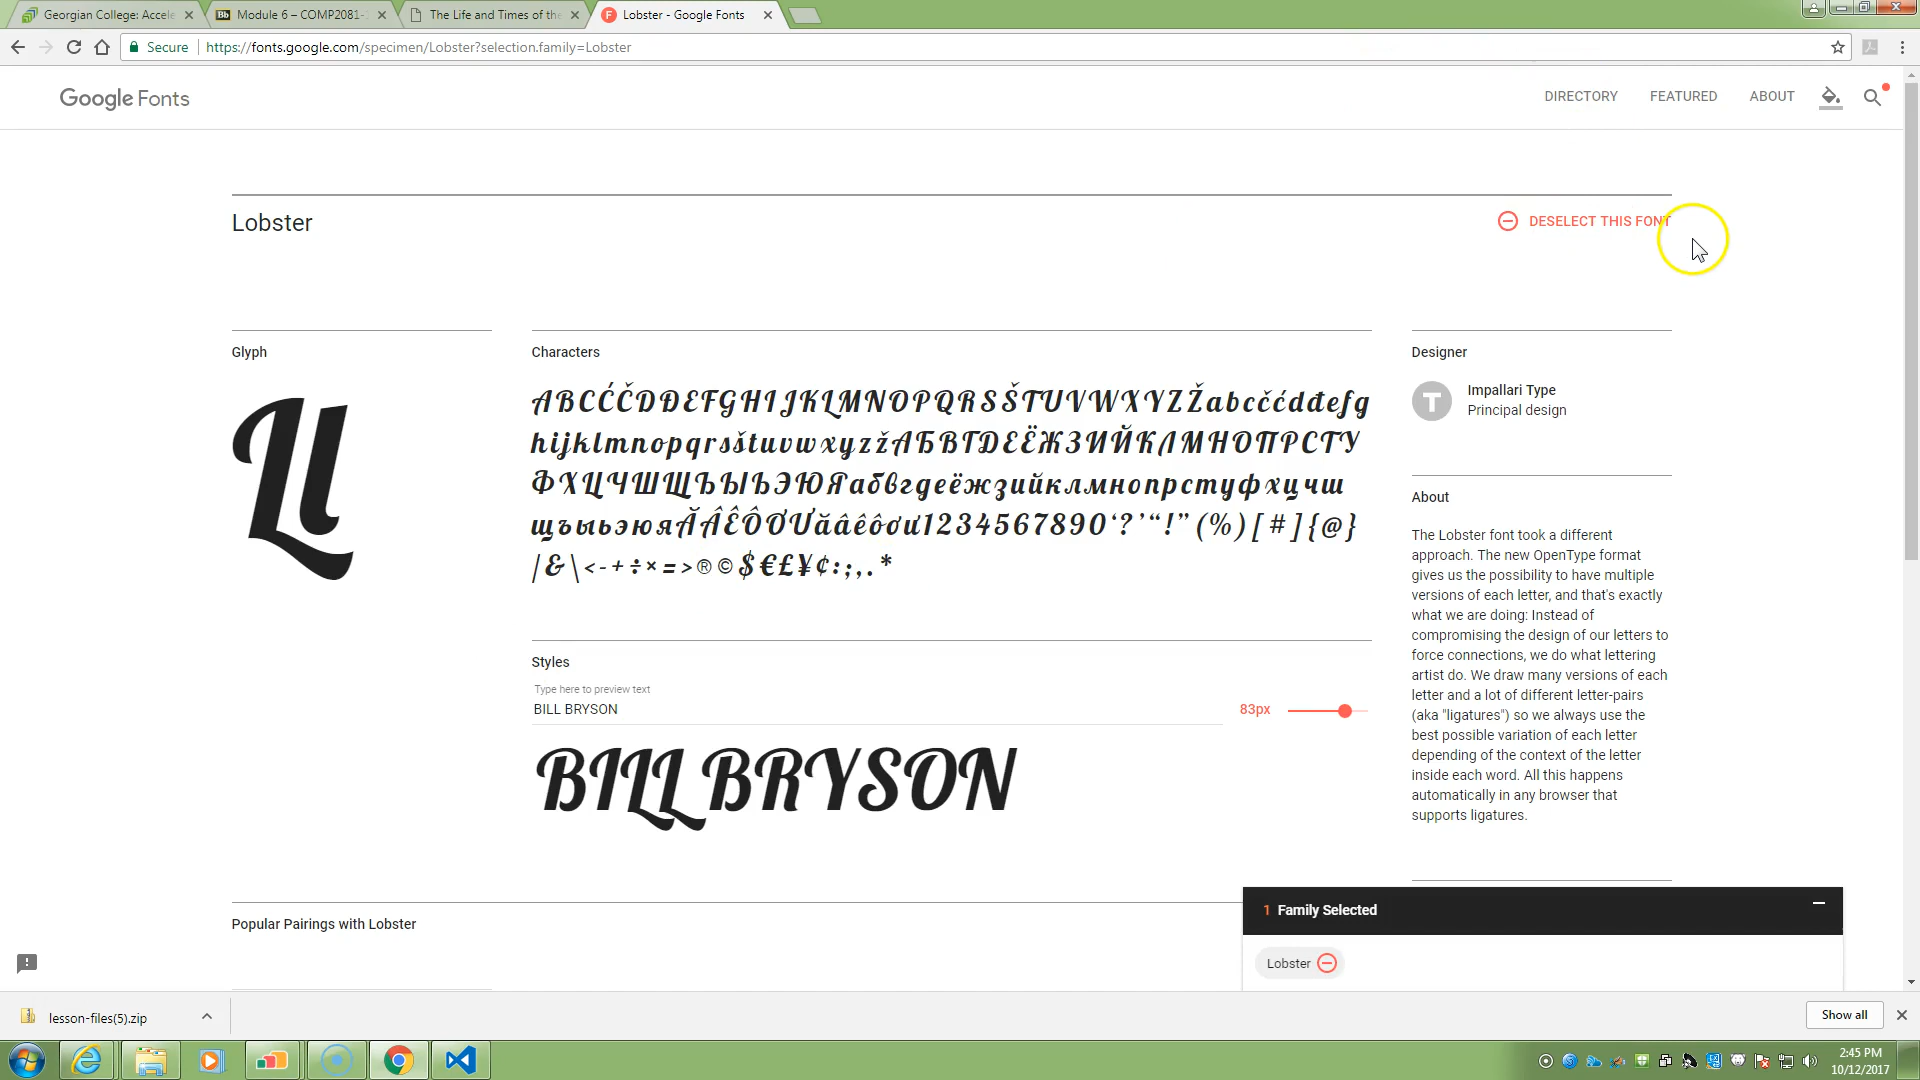 Georgian College: Accele
Module 6 – COMP2081-
The Life and Times of the
Lobster - Google Fonts
Secure
https://fonts.google.com/specimen/Lobster?selection.family=Lobster
Google Fonts
DIRECTORY
FEATURED
ABOUT
Lobster
DESELECT THIS FONT
Glyph
Ll
Characters
ABCĆČDĐEFGHIJKLMNOPQRSŠTUVWXYZŽabcčćdđefg
hijklmnopqrsštuvwxyzžАБВГДЕЁЖЗИЙКЛМНОПРСТУ
ФХЦЧШЩЪЫЬЭЮЯабвгдеёжзийклмнопрстуфхцчш
щъыьэюяĂÂÊÔƠƯăâêôơư1234567890‘?’“!”(%)[#]{@}
/&\<-+÷×=>®©$€£¥¢:;,.*
Styles
Type here to preview text
BILL BRYSON
83px
BILL BRYSON
Designer
Impallari Type
Principal design
About
The Lobster font took a different
approach. The new OpenType format
gives us the possibility to have multiple
versions of each letter, and that's exactly
what we are doing: Instead of
compromising the design of our letters to
force connections, we do what lettering
artist do. We draw many versions of each
letter and a lot of different letter-pairs
(aka "ligatures") so we always use the
best possible variation of each letter
depending of the context of the letter
inside each word. All this happens
automatically in any browser that
supports ligatures.
Popular Pairings with Lobster
1 Family Selected
Lobster
lesson-files(5).zip
Show all
2:45 PM
10/12/2017